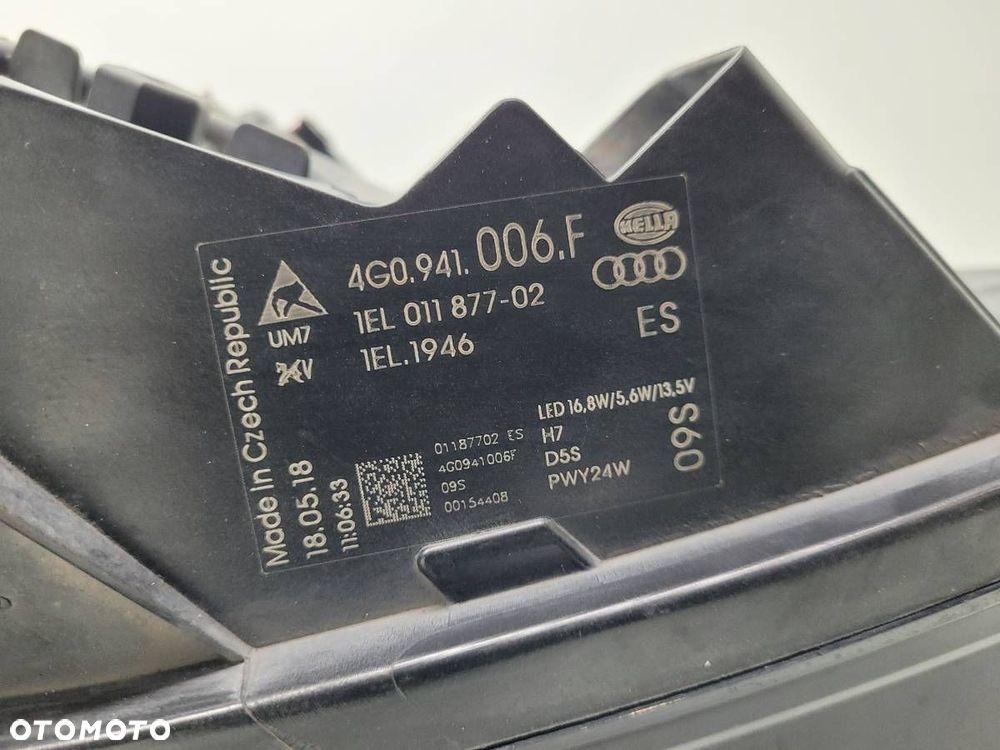 4G0.941. 006.F
HELLA
1EL 011 877-02
ES
1EL.1946
UM7
Made in Czech Republic
18.05.18
11:06:33
01187702 ES
4G0941006F
09S
00154408
LED 16,8W/5,6W/13,5V
H7
D5S
PWY24W
09S
OTOMOTO